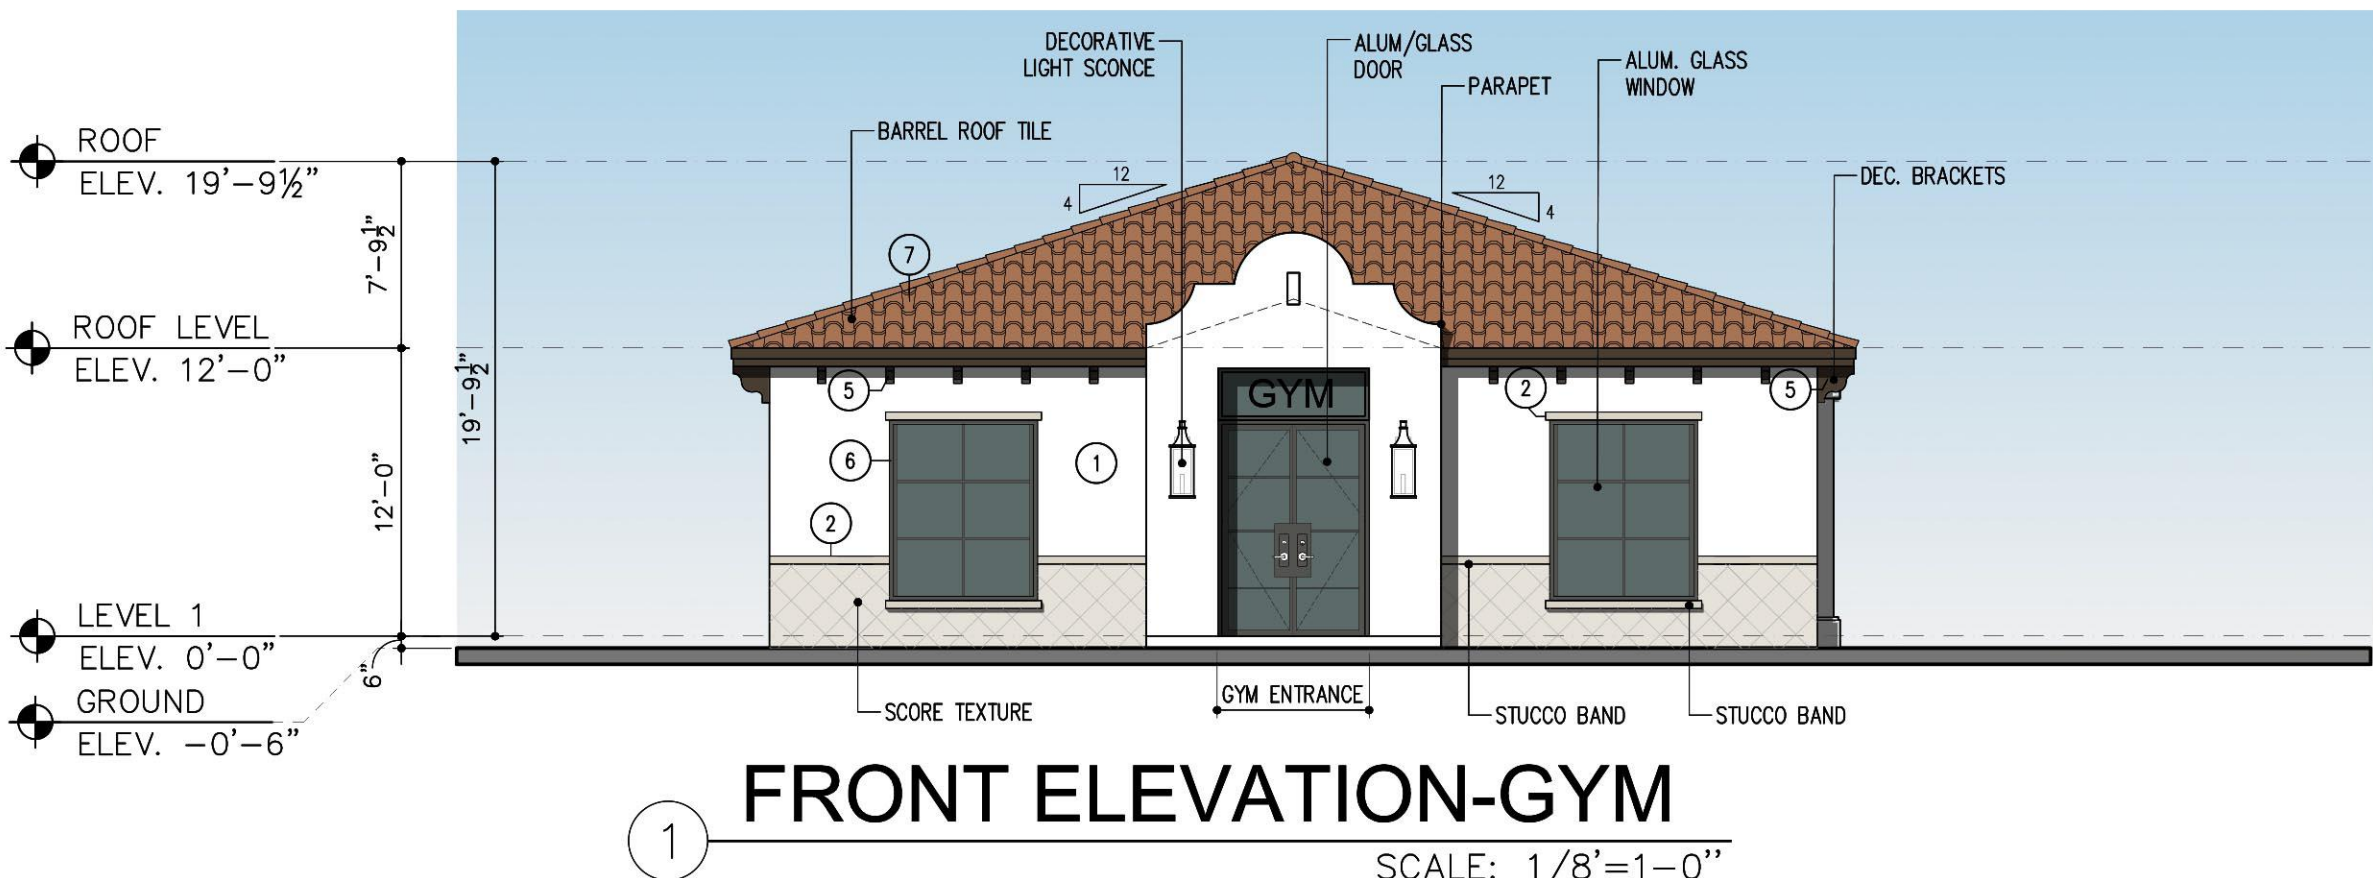 DECORATIVE
LIGHT SCONCE
ALUM/GLASS
DOOR
ALUM. GLASS
WINDOW
PARAPET
BARREL ROOF TILE
DEC. BRACKETS
ROOF
ELEV. 19'-9½"
12
4
12
4
7'-9½"
7
ROOF LEVEL
ELEV. 12'-0"
19'-9½"
5
GYM
2
5
6
1
12'-0"
2
LEVEL 1
ELEV. 0'-0"
6"
GROUND
ELEV. -0'-6"
GYM ENTRANCE
SCORE TEXTURE
STUCCO BAND
STUCCO BAND
FRONT ELEVATION-GYM
1
SCALE: 1/8'=1-0''